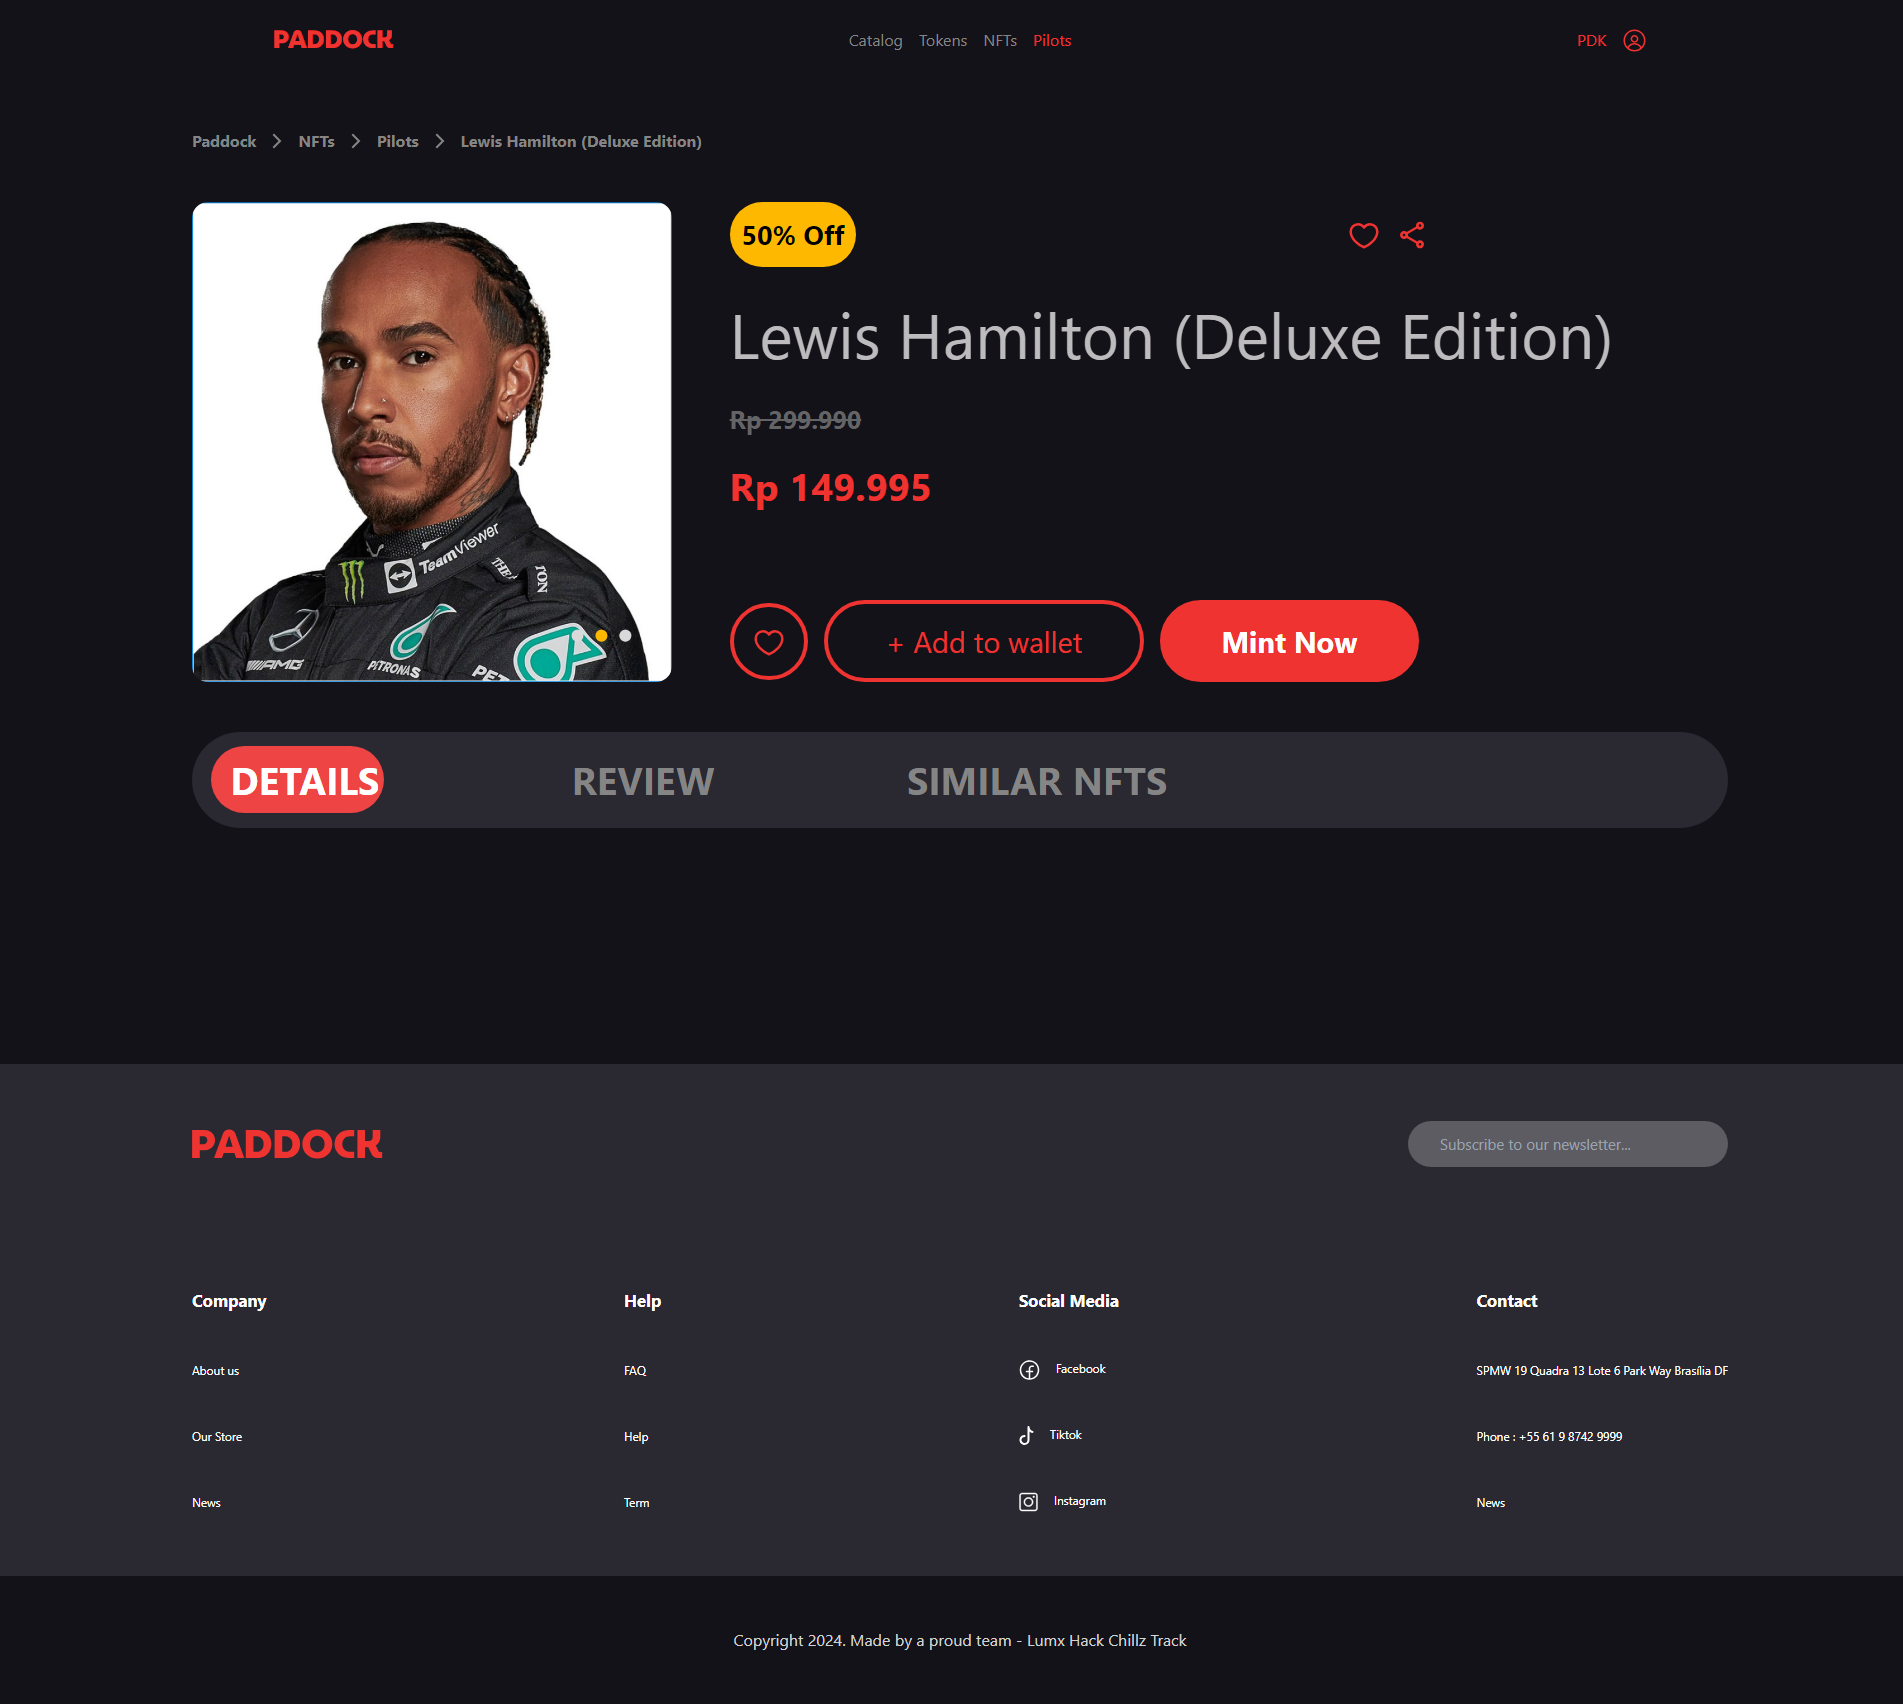 PADDOCK
Catalog Tokens NFTs Pilots
PDK
Paddock > NFTs > Pilots > Lewis Hamilton (Deluxe Edition)
50% Off
Lewis Hamilton (Deluxe Edition)
Rp 299.990
Rp 149.995
TeamViewer
THE
TON
AMG
PETRONAS
PET
+ Add to wallet
Mint Now
DETAILS REVIEW SIMILAR NFTS
PADDOCK
Subscribe to our newsletter...
Company
About us
Our Store
News
Help
FAQ
Help
Term
Social Media
Facebook
Tiktok
Instagram
Contact
SPMW 19 Quadra 13 Lote 6 Park Way Brasília DF
Phone : +55 61 9 8742 9999
News
Copyright 2024. Made by a proud team - Lumx Hack Chillz Track